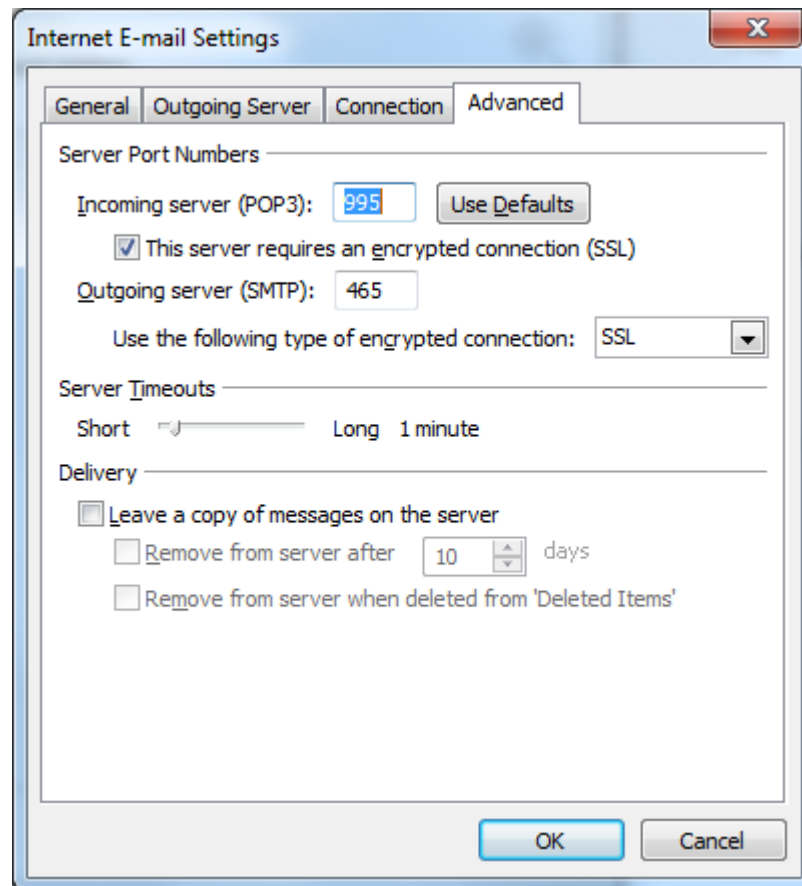 Internet E-mail Settings
General Outgoing Server Connection Advanced
Server Port Numbers
Incoming server (POP3): 995 Use Defaults
This server requires an encrypted connection (SSL)
Outgoing server (SMTP): 465
Use the following type of encrypted connection: SSL
Server Timeouts
Short Long 1 minute
Delivery
Leave a copy of messages on the server
Remove from server after 10 days
Remove from server when deleted from 'Deleted Items'
OK Cancel